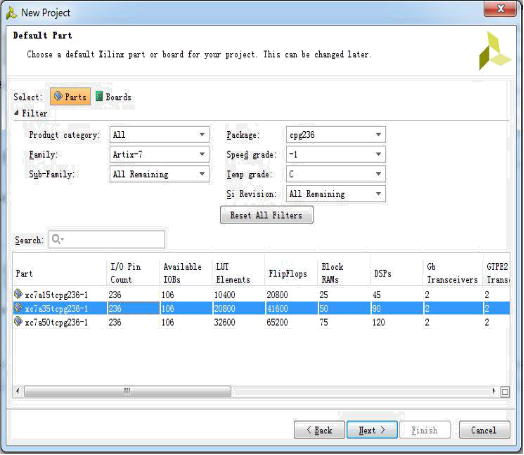 New Project
Default Part
Choose a default Xilinx part or board for your project. This can be changed later.
Select: Parts Boards
Filter
Product category: All Package: cpg236
Family: Artix-7 Speed grade: -1
Sub-Family: All Remaining Temp grade: C
Si Revision: All Remaining
Reset All Filters
Search:
Part I/O Pin Count Available IOBs LUT Elements FlipFlops Block RAMs DSPs Gb Transceivers GTPE2 Transc
xc7a15tcpg236-1 236 106 10400 20800 25 45 2 2
xc7a35tcpg236-1 236 106 20800 41600 50 90 2 2
xc7a50tcpg236-1 236 106 32600 65200 75 120 2 2
< Back Next > Finish Cancel